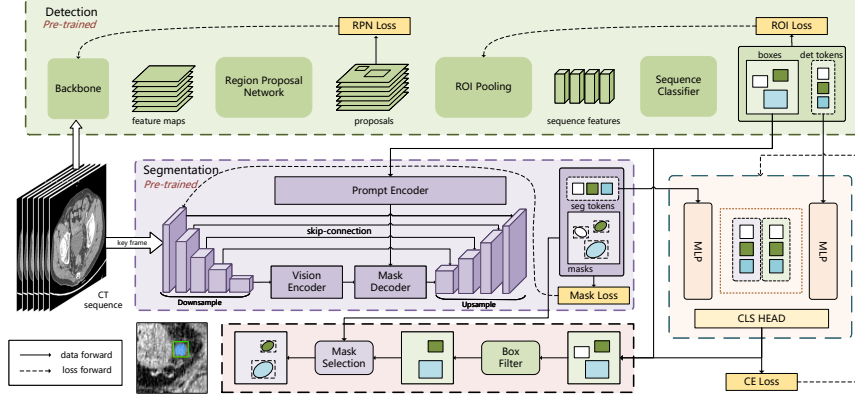 Detection
Pre-trained
RPN Loss
ROI Loss
Backbone
feature maps
Region Proposal
Network
proposals
ROI Pooling
sequence features
Sequence
Classifier
boxes
det tokens
Segmentation
Pre-trained
Prompt Encoder
skip-connection
Vision
Encoder
Mask
Decoder
Downsample
Upsample
seg tokens
masks
Mask Loss
key frame
CT
sequence
MLP
MLP
CLS HEAD
CE Loss
data forward
loss forward
Mask
Selection
Box
Filter